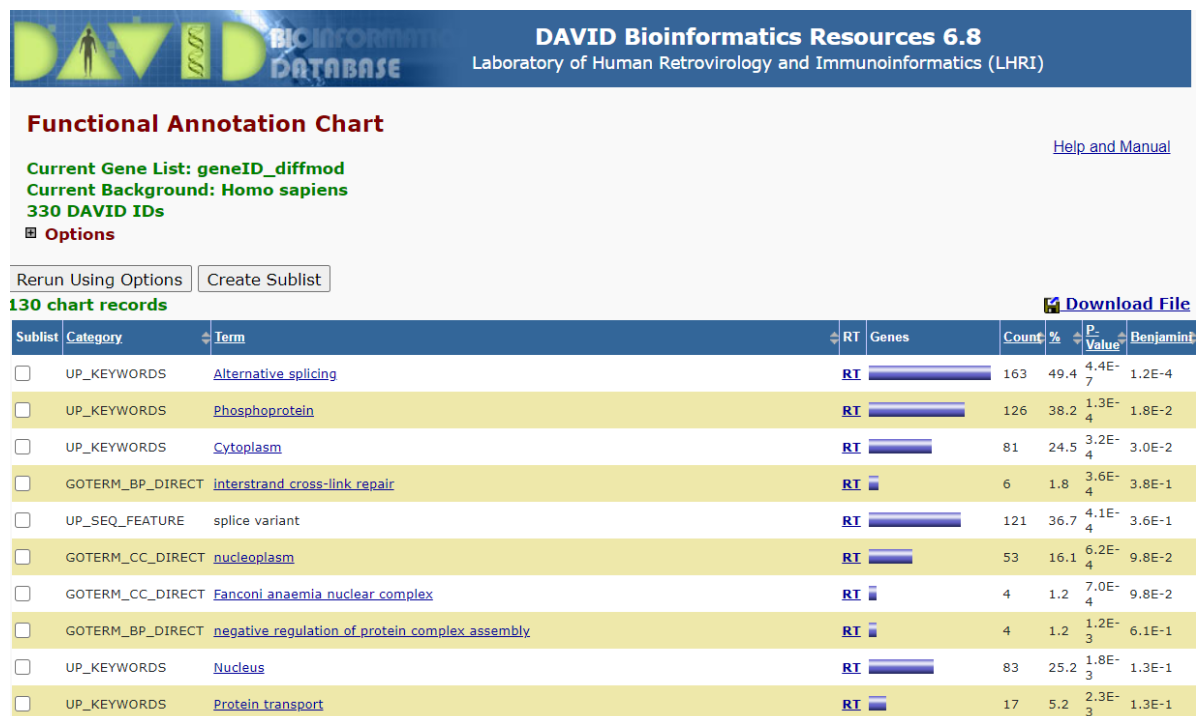 DAVID BIOINFORMATICS DATABASE
DAVID Bioinformatics Resources 6.8
Laboratory of Human Retrovirology and Immunoinformatics (LHRI)
Functional Annotation Chart
Help and Manual
Current Gene List: geneID_diffmod
Current Background: Homo sapiens
330 DAVID IDs
Options
Rerun Using Options Create Sublist
130 chart records Download File
Sublist Category Term RT Genes Count % P-Value Benjamini
UP_KEYWORDS Alternative splicing RT 163 49.4 4.4E-7 1.2E-4
UP_KEYWORDS Phosphoprotein RT 126 38.2 1.3E-4 1.8E-2
UP_KEYWORDS Cytoplasm RT 81 24.5 3.2E-4 3.0E-2
GOTERM_BP_DIRECT interstrand cross-link repair RT 6 1.8 3.6E-4 3.8E-1
UP_SEQ_FEATURE splice variant RT 121 36.7 4.1E-4 3.6E-1
GOTERM_CC_DIRECT nucleoplasm RT 53 16.1 6.2E-4 9.8E-2
GOTERM_CC_DIRECT Fanconi anaemia nuclear complex RT 4 1.2 7.0E-4 9.8E-2
GOTERM_BP_DIRECT negative regulation of protein complex assembly RT 4 1.2 1.2E-3 6.1E-1
UP_KEYWORDS Nucleus RT 83 25.2 1.8E-3 1.3E-1
UP_KEYWORDS Protein transport RT 17 5.2 2.3E-3 1.3E-1